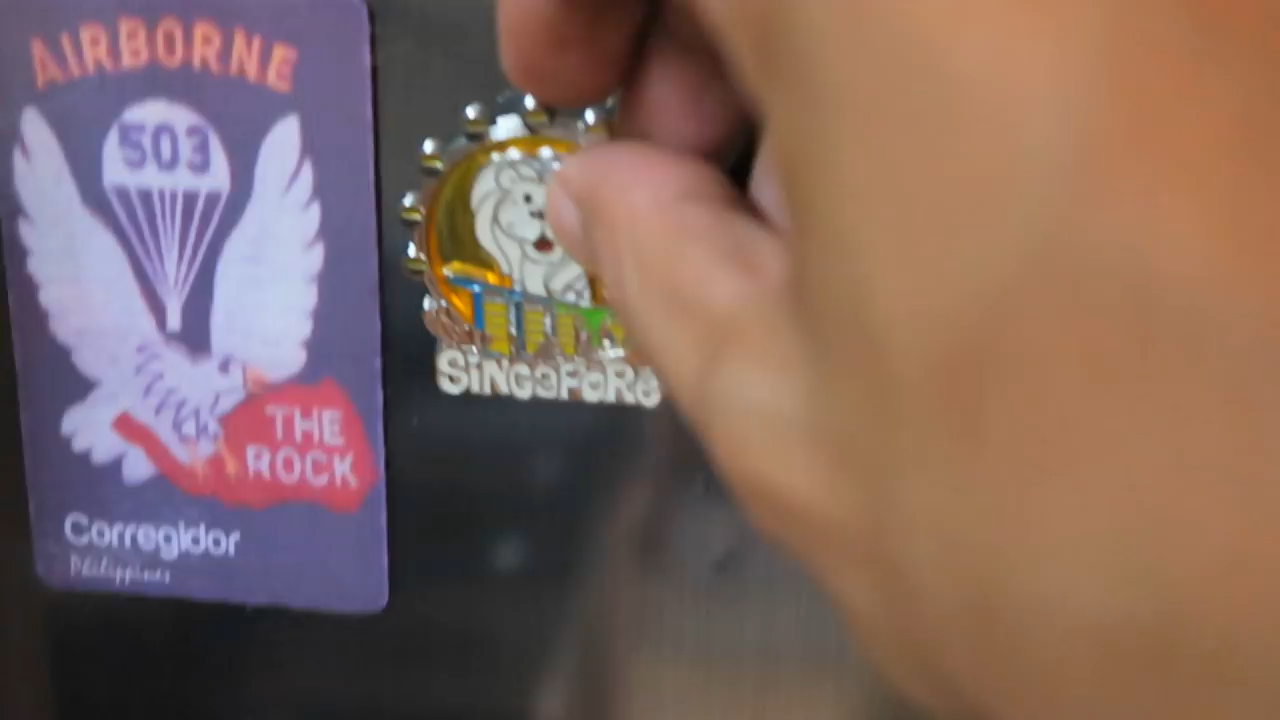 AIRBORNE
503
THE
ROCK
Corregidor
Philippines
SiNGaPoRe